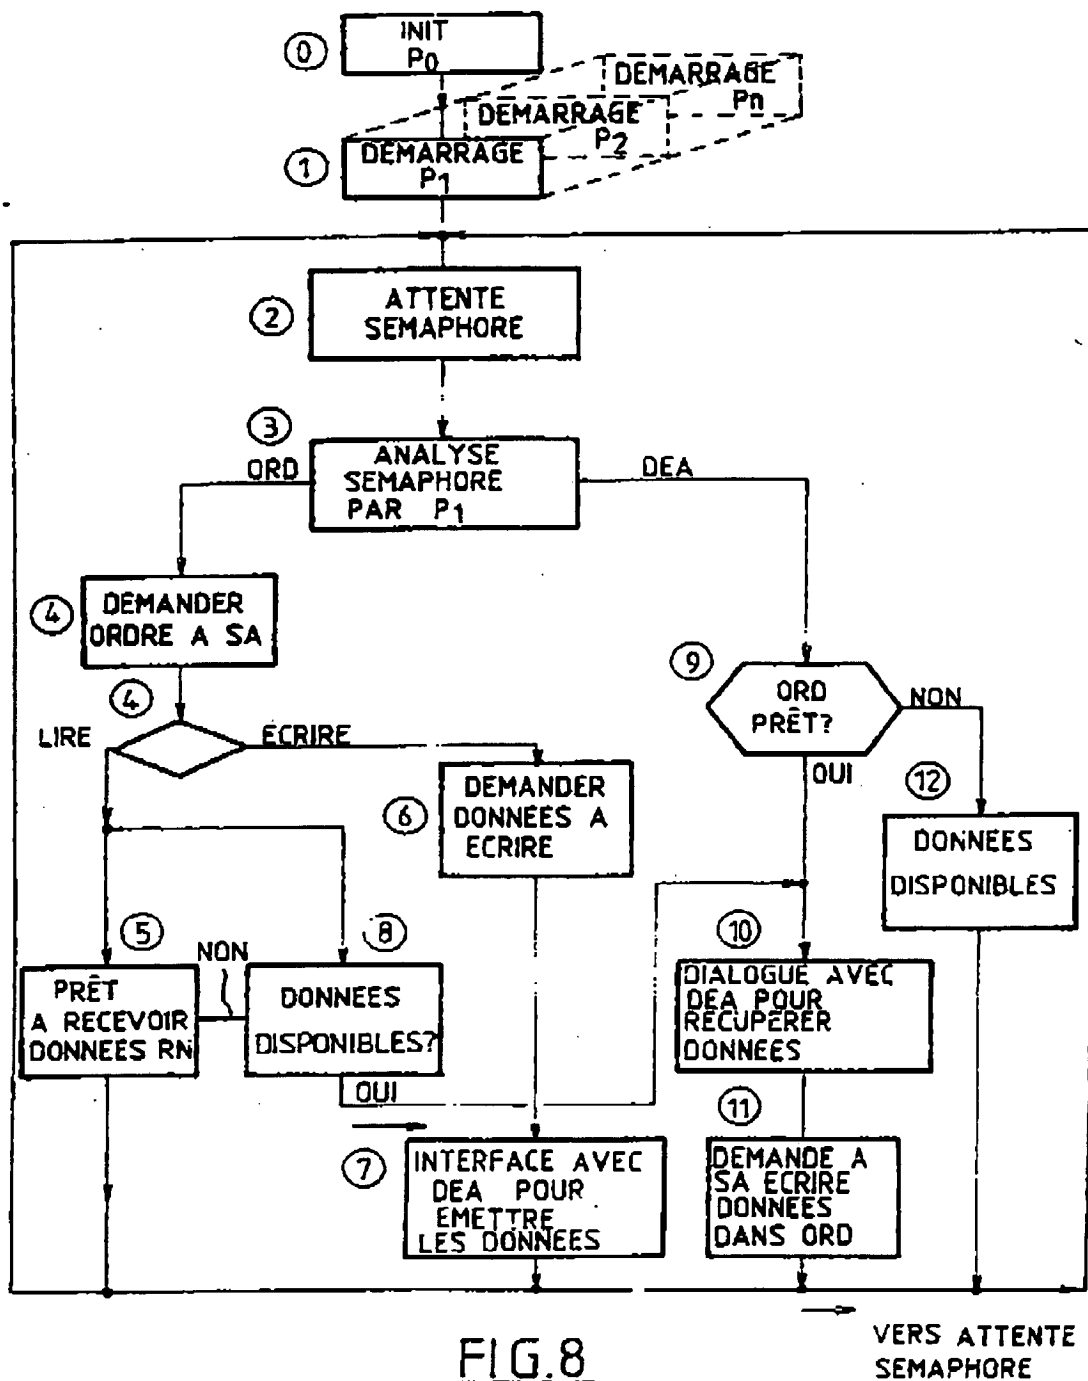 0
INIT
P0
DEMARRAGE
Pn
DEMARRAGE
P2
1
DEMARRAGE
P1
2
ATTENTE
SEMAPHORE
3
ANALYSE
SEMAPHORE
PAR P1
ORD
DEA
4
DEMANDER
ORDRE A SA
4
LIRE
ECRIRE
9
ORD
PRÊT?
NON
OUI
6
DEMANDER
DONNEES A
ECRIRE
12
DONNEES
DISPONIBLES
5
PRÊT
A RECEVOIR
DONNEES RN
NON
8
DONNEES
DISPONIBLES?
OUI
10
DIALOGUE AVEC
DEA POUR
RECUPERER
DONNEES
7
INTERFACE AVEC
DEA POUR
EMETTRE
LES DONNEES
11
DEMANDE A
SA ECRIRE
DONNEES
DANS ORD
VERS ATTENTE
SEMAPHORE
FIG.8